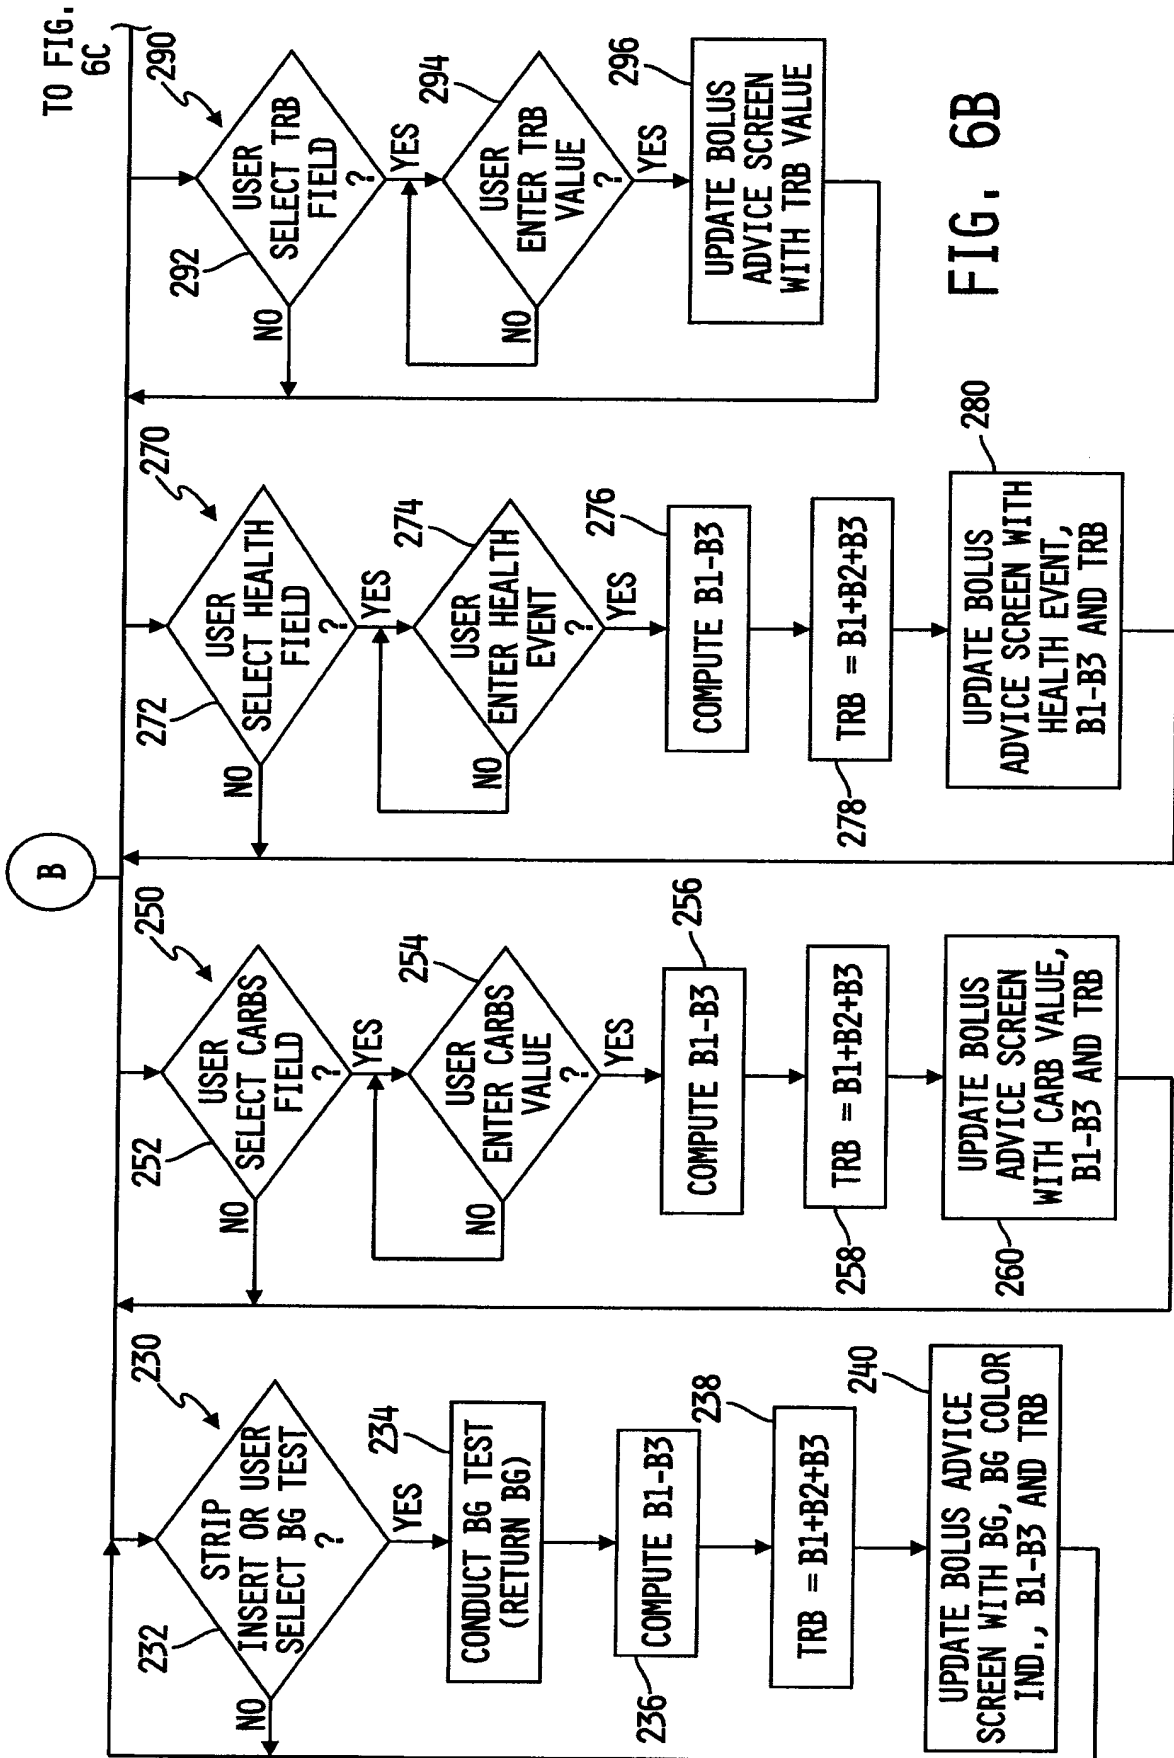 B
TO FIG.
6C
230
232
STRIP
INSERT OR USER
SELECT BG TEST
?
NO
YES
234
CONDUCT BG TEST
(RETURN BG)
236
COMPUTE B1-B3
238
TRB = B1+B2+B3
240
UPDATE BOLUS ADVICE
SCREEN WITH BG, BG COLOR
IND., B1-B3 AND TRB
250
252
USER
SELECT CARBS
FIELD
?
NO
YES
254
USER
ENTER CARBS
VALUE
?
NO
YES
256
COMPUTE B1-B3
258
TRB = B1+B2+B3
260
UPDATE BOLUS
ADVICE SCREEN
WITH CARB VALUE,
B1-B3 AND TRB
270
272
USER
SELECT HEALTH
FIELD
?
NO
YES
274
USER
ENTER HEALTH
EVENT
?
NO
YES
276
COMPUTE B1-B3
278
TRB = B1+B2+B3
280
UPDATE BOLUS
ADVICE SCREEN WITH
HEALTH EVENT,
B1-B3 AND TRB
290
292
USER
SELECT TRB
FIELD
?
NO
YES
294
USER
ENTER TRB
VALUE
?
NO
YES
296
UPDATE BOLUS
ADVICE SCREEN
WITH TRB VALUE
FIG. 6B